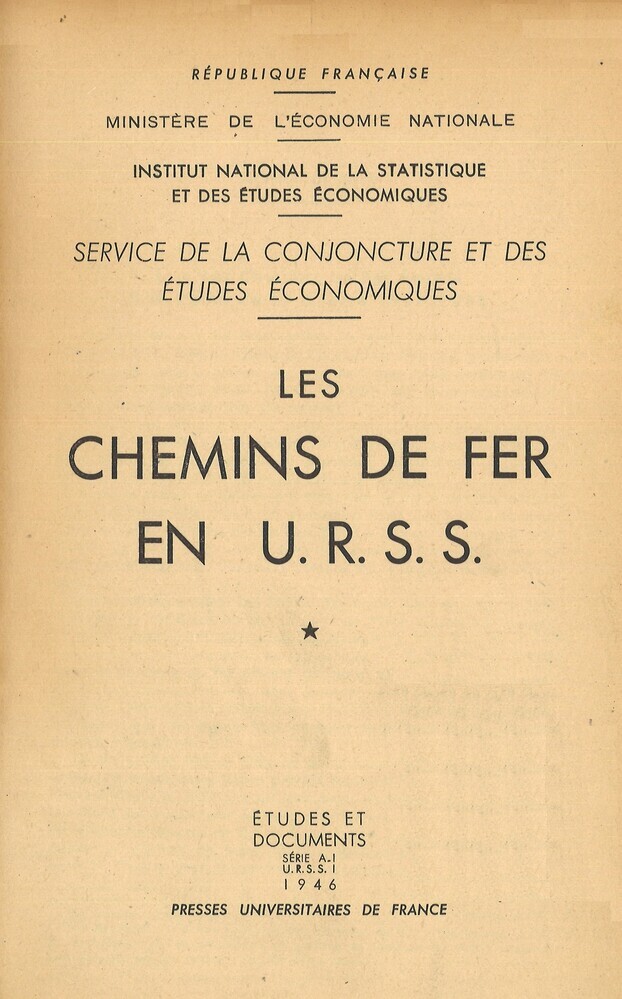 RÉPUBLIQUE FRANÇAISE
MINISTÈRE DE L'ÉCONOMIE NATIONALE
INSTITUT NATIONAL DE LA STATISTIQUE
ET DES ÉTUDES ÉCONOMIQUES
SERVICE DE LA CONJONCTURE ET DES
ÉTUDES ÉCONOMIQUES
LES
CHEMINS DE FER
EN U. R. S. S.
ÉTUDES ET
DOCUMENTS
SÉRIE A-I
U.R.S.S. I
1946
PRESSES UNIVERSITAIRES DE FRANCE